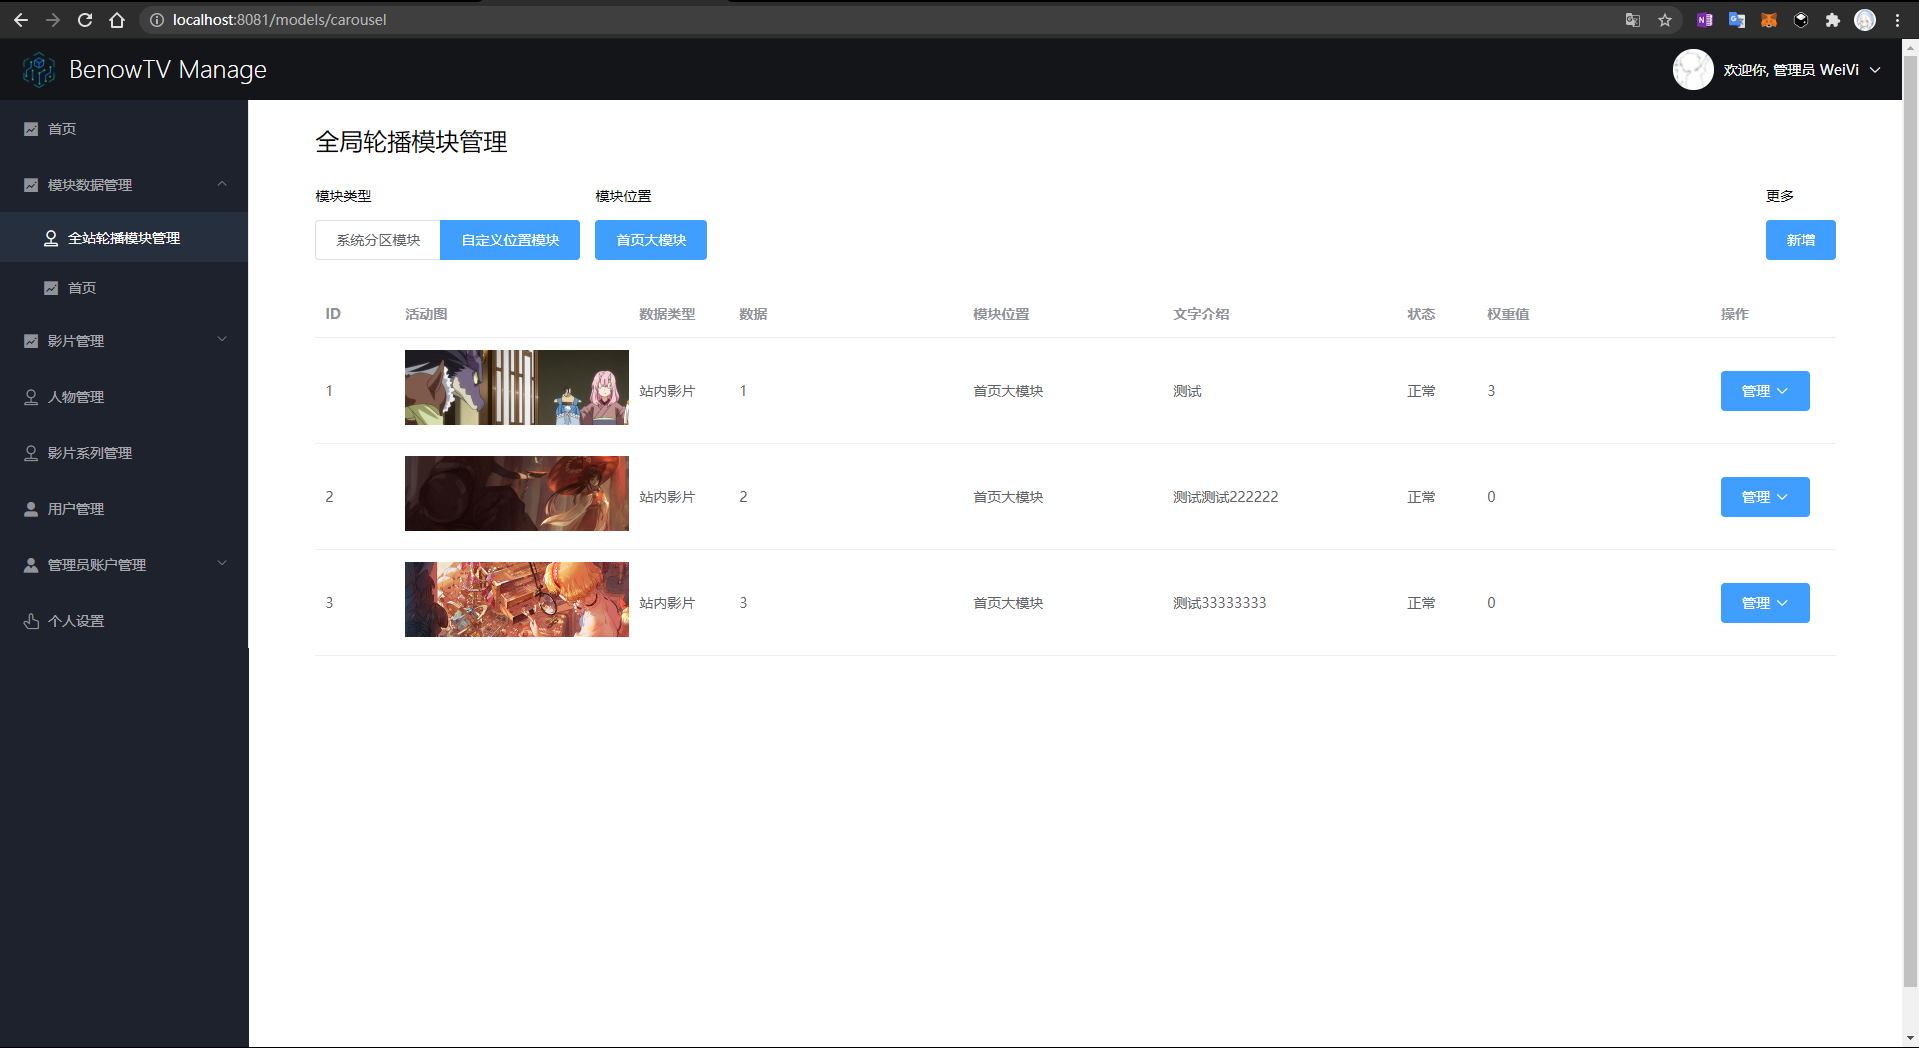 localhost:8081/models/carousel
BenowTV Manage
欢迎你, 管理员 WeiVi
首页
模块数据管理
全站轮播模块管理
首页
影片管理
人物管理
影片系列管理
用户管理
管理员账户管理
个人设置
全局轮播模块管理
模块类型 模块位置 更多
系统分区模块 自定义位置模块 首页大模块 新增
ID 活动图 数据类型 数据 模块位置 文字介绍 状态 权重值 操作
1 站内影片 1 首页大模块 测试 正常 3 管理
2 站内影片 2 首页大模块 测试测试222222 正常 0 管理
3 站内影片 3 首页大模块 测试33333333 正常 0 管理